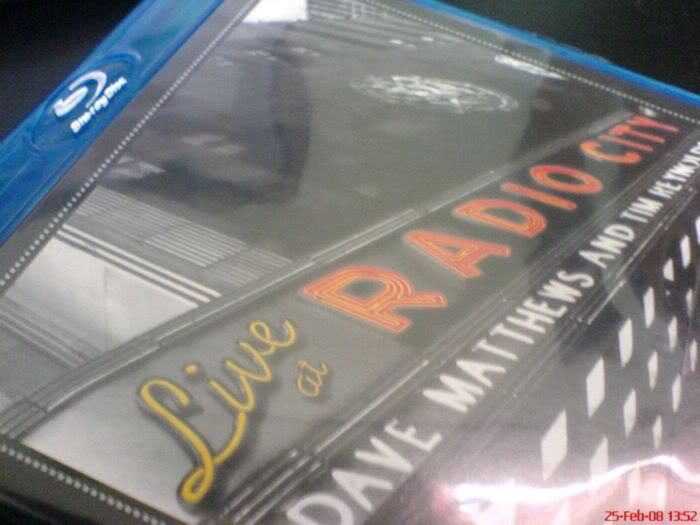 Blu-ray Disc
Live at RADIO CITY
DAVE MATTHEWS AND TIM REYNOLDS
25-Feb-08 13:52